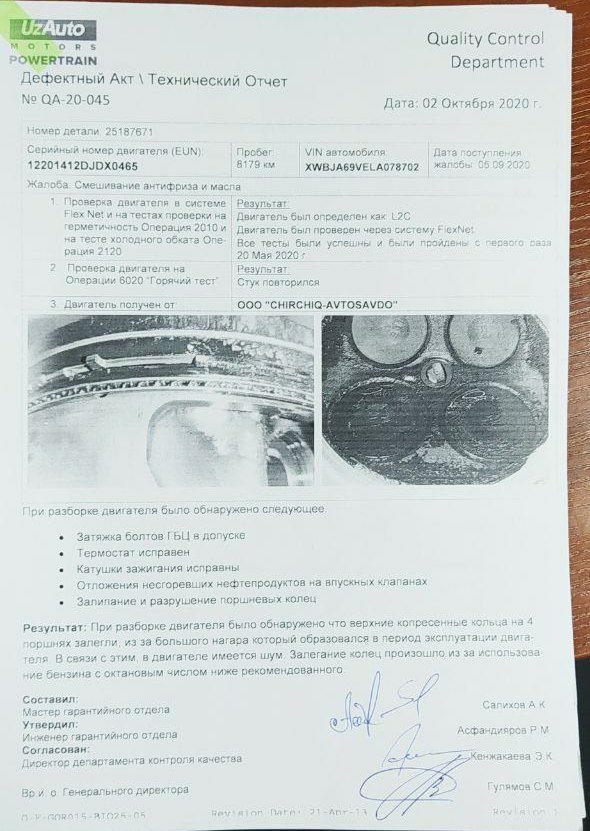 UzAuto
MOTORS
POWERTRAIN
Quality Control
Department
Дефектный Акт \ Технический Отчет
№ QA-20-045
Дата: 02 Октября 2020 г.
Номер детали: 25187671
Серийный номер двигателя (EUN):
12201412DJDX0465
Пробег:
8179 км
VIN автомобиля:
XWBJA69VELA078702
Дата поступления
жалобы: 05.09.2020
Жалоба. Смешивание антифриза и масла
1. Проверка двигателя в системе
Flex Net и на тестах проверки на
герметичность Операция 2010 и
на тесте холодного обката Опе-
рация 2120
Результат:
Двигатель был определен как L2C
Двигатель был проверен через систему FlexNet
Все тесты были успешны и были пройдены с первого раза
20 Мая 2020 г
2 Проверка двигателя на
Операции 6020 "Горячий тест"
Результат:
Стук повторился
3. Двигатель получен от:
ООО "CHIRCHIQ-AVTOSAVDO"
При разборке двигателя было обнаружено следующее:
• Затяжка болтов ГБЦ в допуске
• Термостат исправен
• Катушки зажигания исправны
• Отложения несгоревших нефтепродуктов на впускных клапанах
• Залипание и разрушение поршневых колец
Результат: При разборке двигателя было обнаружено что верхние копресенные кольца на 4
поршнях залегли, из за большого нагара который образовался в период эксплуатации двига-
теля. В связи с этим, в двигателе имеется шум. Залегание колец произошло из за использова
ние бензина с октановым числом ниже рекомендованного.
Составил:
Мастер гарантийного отдела
Салихов А.К
Утвердил:
Инженер гарантийного отдела
Асфандияров Р.М
Согласован:
Директор департамента контроля качества
Кенжакаева Э.К
Вр.и. о. Генерального директора
Гулямов С.М
Revision Date: 21-Apr-13
Revision 1